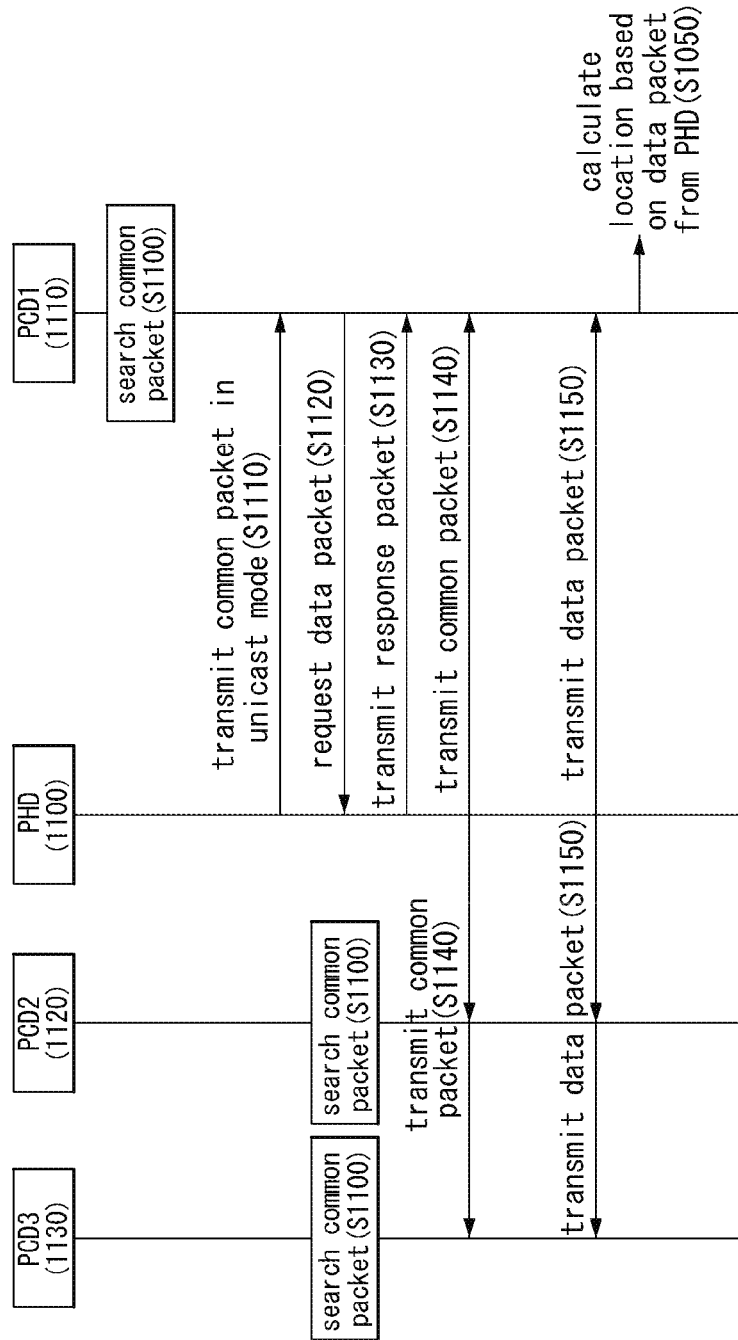 PCD3
(1130)
PCD2
(1120)
PHD
(1100)
PCD1
(1110)
search common
packet(S1100)
transmit common packet in
unicast mode(S1110)
search common
packet(S1100)
search common
packet(S1100)
request data packet(S1120)
transmit response packet(S1130)
transmit common
packet(S1140)
transmit common packet(S1140)
transmit data packet(S1150)
transmit data packet(S1150)
calculate
location based
on data packet
from PHD(S1050)